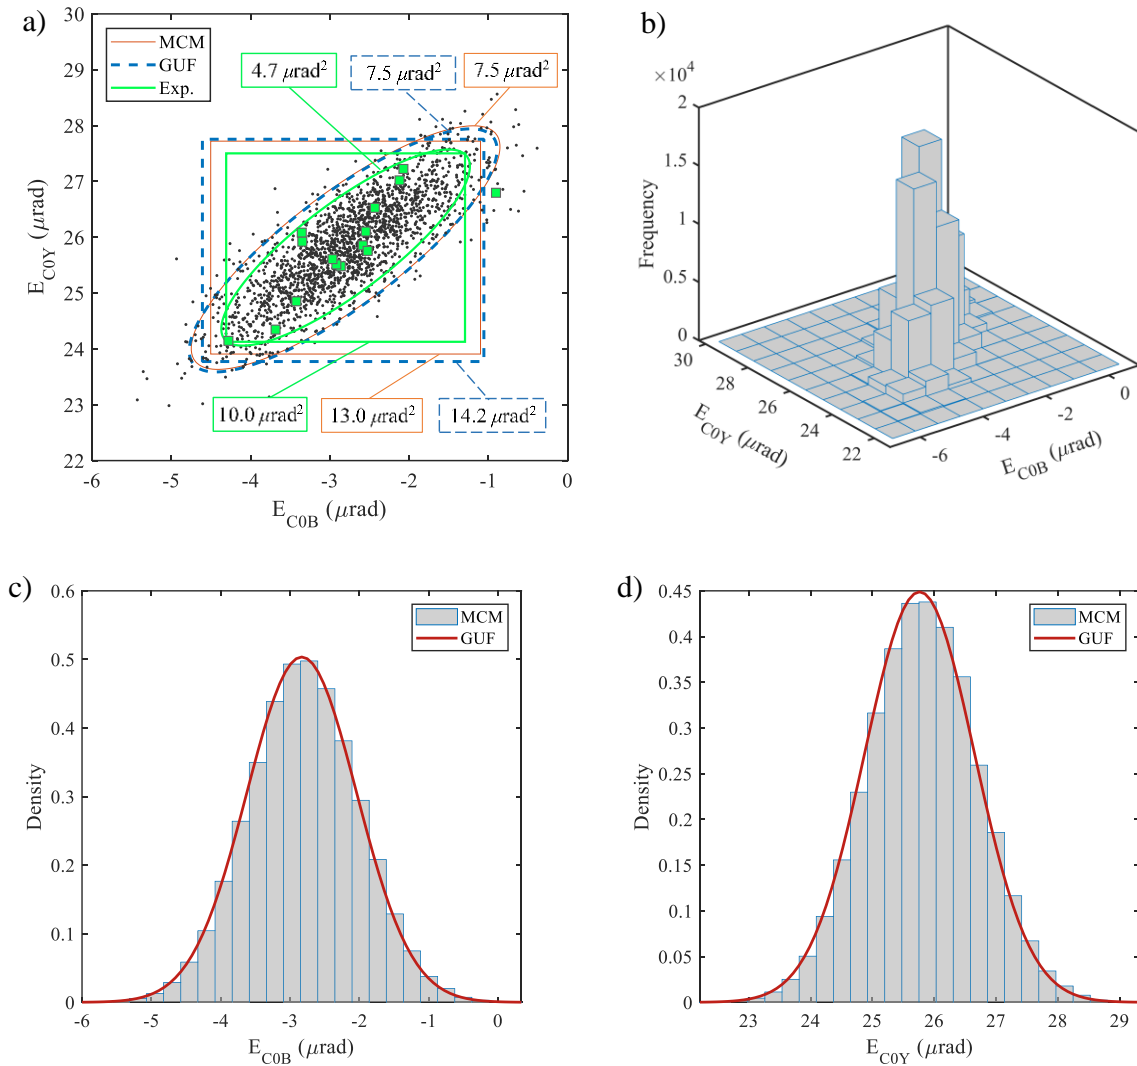 a)
30
29
28
27
26
25
24
23
22
E_C0Y (μrad)
MCM
GUF
Exp.
4.7 μrad²
7.5 μrad²
7.5 μrad²
10.0 μrad²
13.0 μrad²
14.2 μrad²
-6
-5
-4
-3
-2
-1
0
E_C0B (μrad)
b)
×10⁴
2
1.5
1
0.5
0
Frequency
30
28
26
24
22
E_C0Y (μrad)
-6
-4
-2
0
E_C0B (μrad)
c)
0.6
0.5
0.4
0.3
0.2
0.1
0
Density
MCM
GUF
-6
-5
-4
-3
-2
-1
0
E_C0B (μrad)
d)
0.45
0.4
0.35
0.3
0.25
0.2
0.15
0.1
0.05
0
Density
MCM
GUF
23
24
25
26
27
28
29
E_C0Y (μrad)